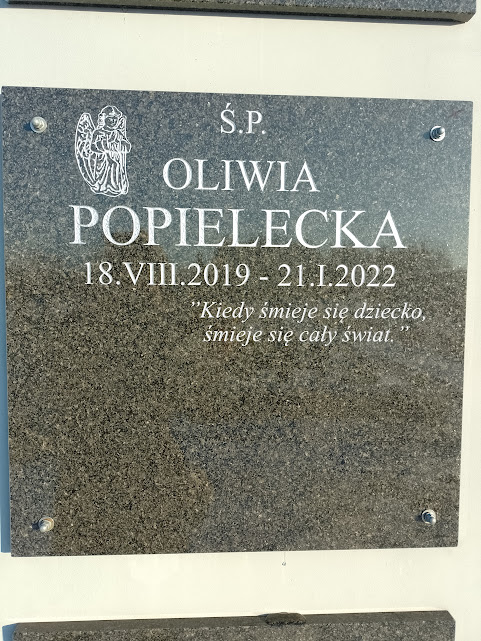 Ś.P.
OLIWIA
POPIELECKA
18.VIII.2019 - 21.I.2022
”Kiedy śmieje się dziecko,
śmieje się cały świat.”